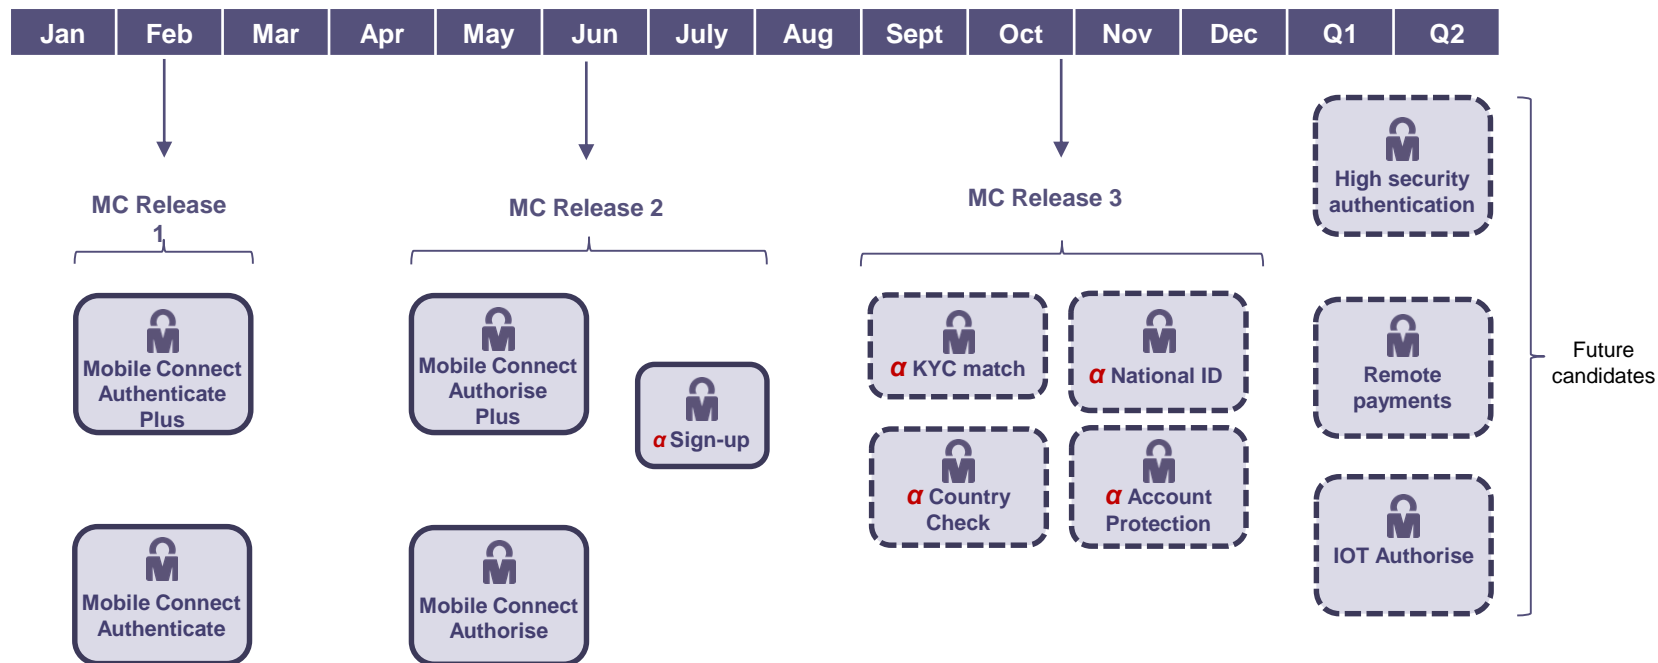 Jan Feb Mar Apr May Jun July Aug Sept Oct Nov Dec Q1 Q2
MC Release
1
MC Release 2
MC Release 3
Mobile Connect
Authenticate
Plus
Mobile Connect
Authenticate
Mobile Connect
Authorise
Plus
α Sign-up
Mobile Connect
Authorise
α KYC match
α National ID
α Country
Check
α Account
Protection
High security
authentication
Remote
payments
IOT Authorise
Future
candidates